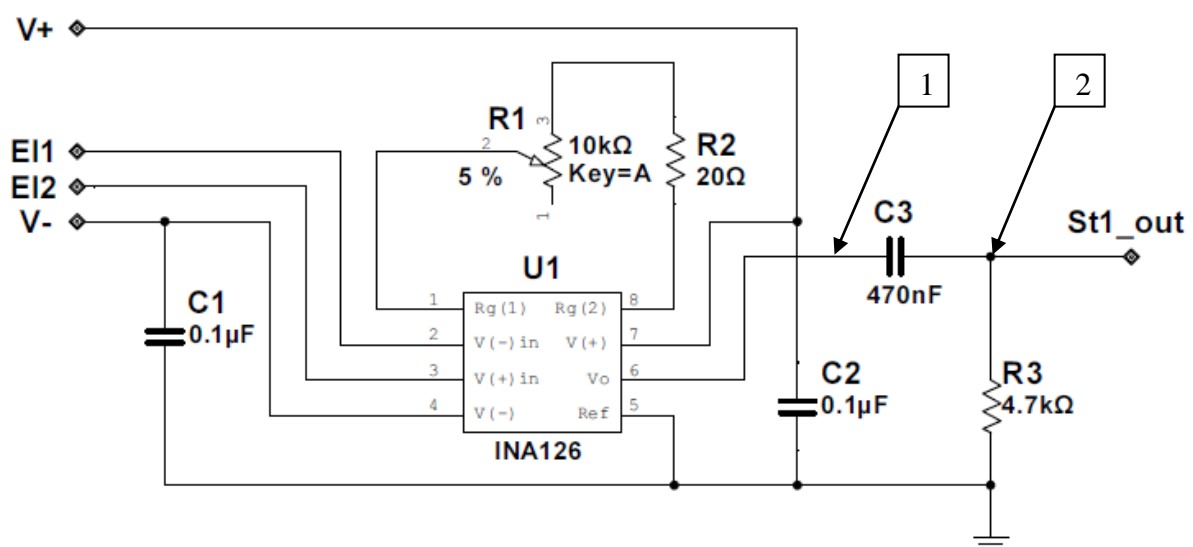 V+
1
2
R1
3
2
10kΩ
Key=A
5 %
1
R2
20Ω
EI1
EI2
V-
C3
470nF
St1_out
U1
C1
0.1µF
1
Rg(1)
Rg(2)
8
2
V(-)in
V(+)
7
3
V(+)in
Vo
6
4
V(-)
Ref
5
INA126
C2
0.1µF
R3
4.7kΩ